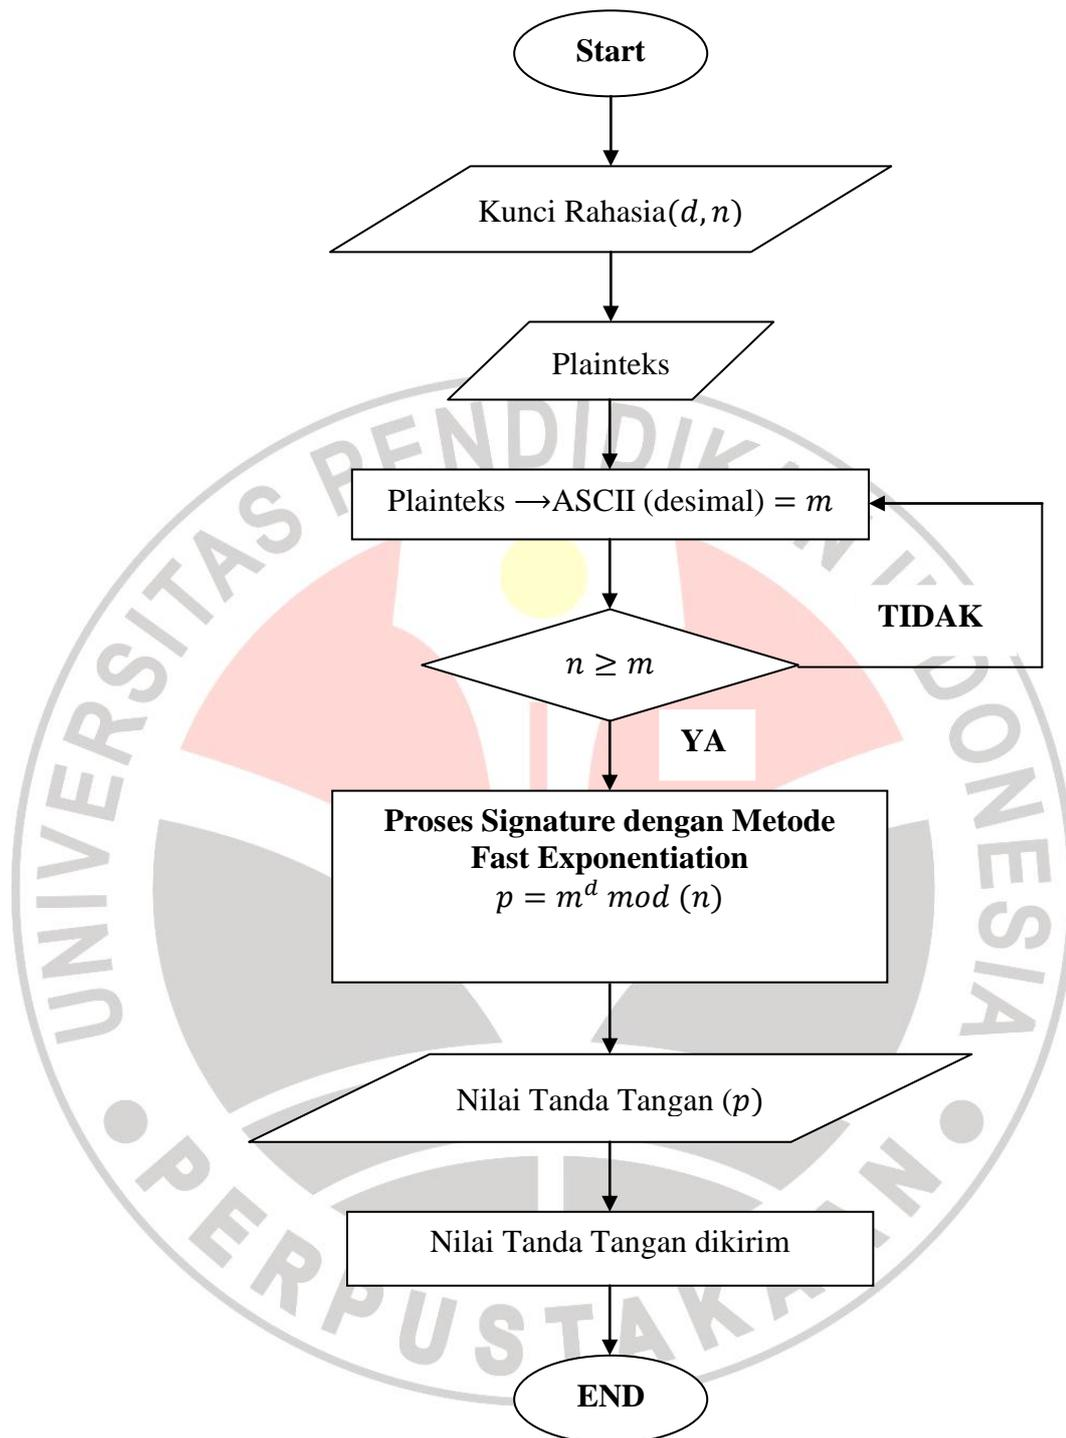 Start
Kunci Rahasia(d, n)
Plainteks
Plainteks ⟶ASCII (desimal) = m
TIDAK
n ≥ m
YA
Proses Signature dengan Metode
Fast Exponentiation
p = m^d mod (n)
Nilai Tanda Tangan (p)
Nilai Tanda Tangan dikirim
END
UNIVERSITAS PENDIDIKAN INDONESIA
PERPUSTAKAAN